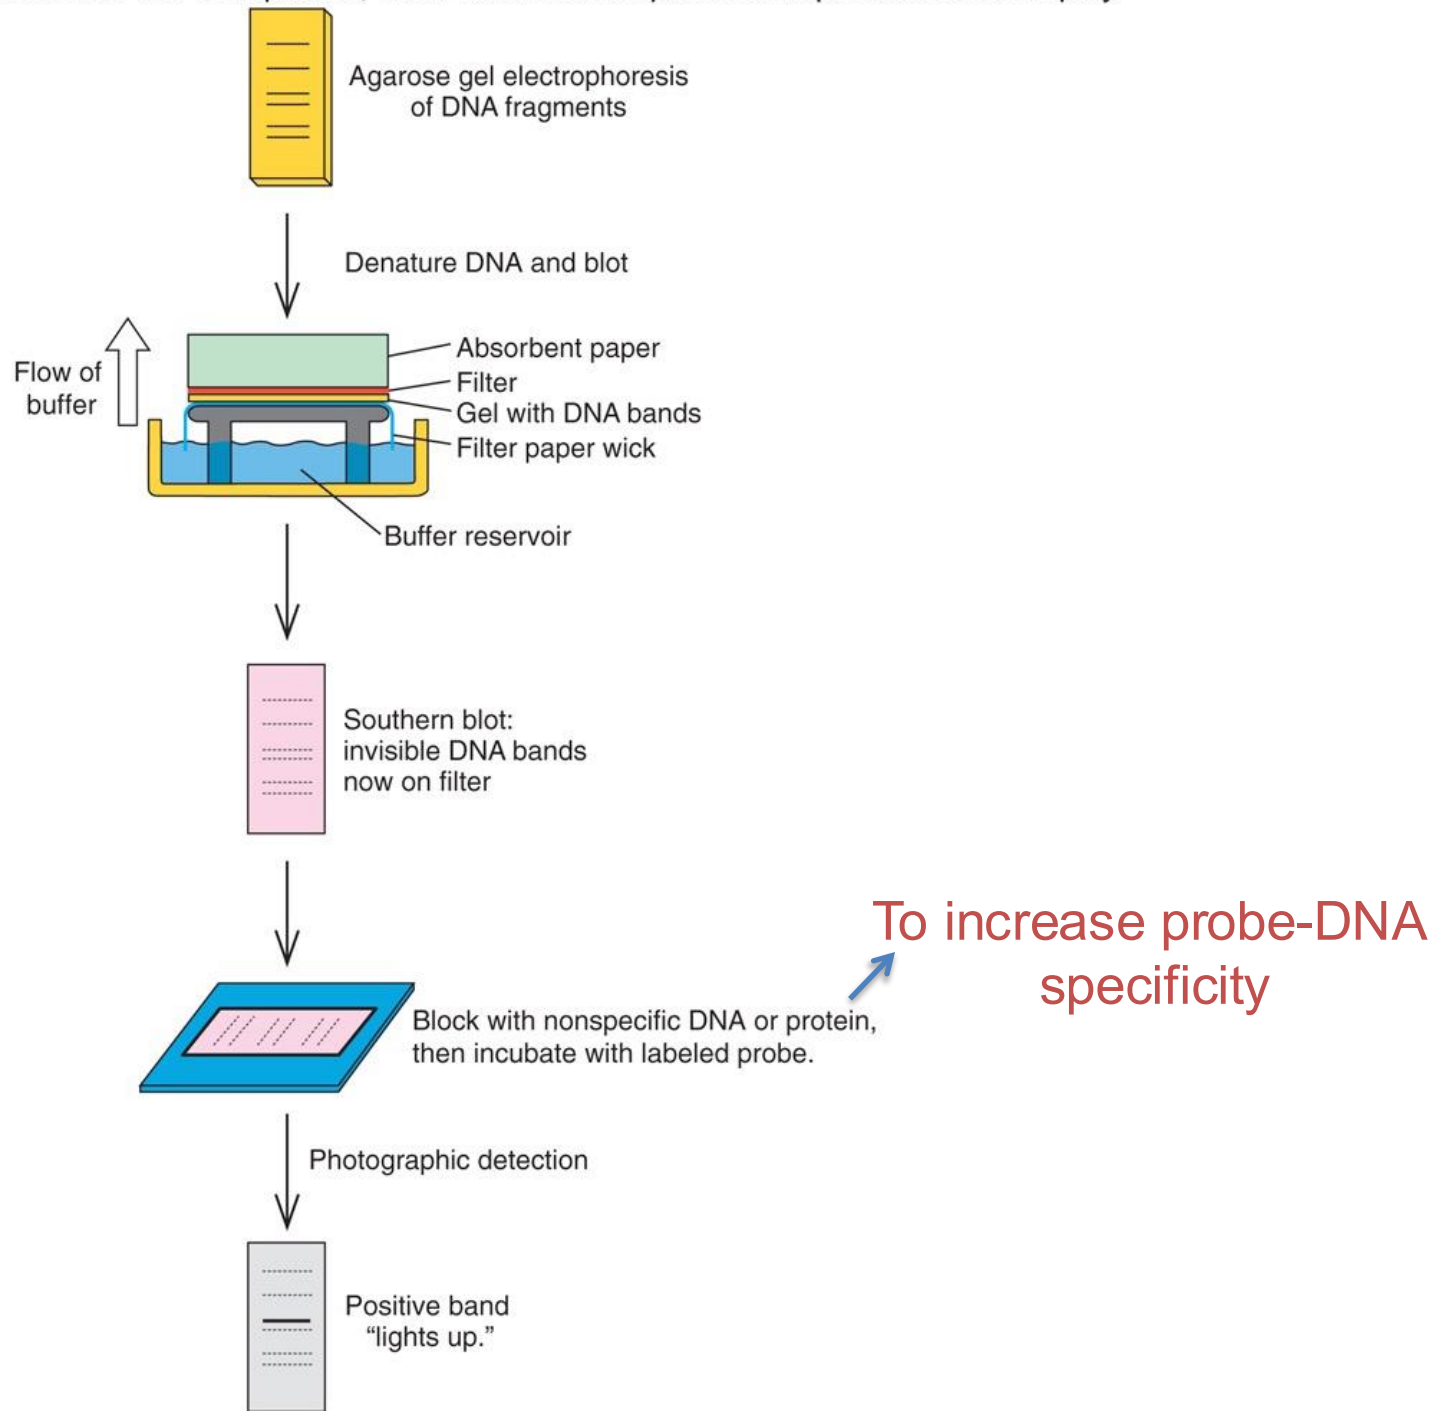 Agarose gel electrophoresis
of DNA fragments
Denature DNA and blot
Flow of
buffer
Absorbent paper
Filter
Gel with DNA bands
Filter paper wick
Buffer reservoir
Southern blot:
invisible DNA bands
now on filter
To increase probe-DNA
specificity
Block with nonspecific DNA or protein,
then incubate with labeled probe.
Photographic detection
Positive band
“lights up.”